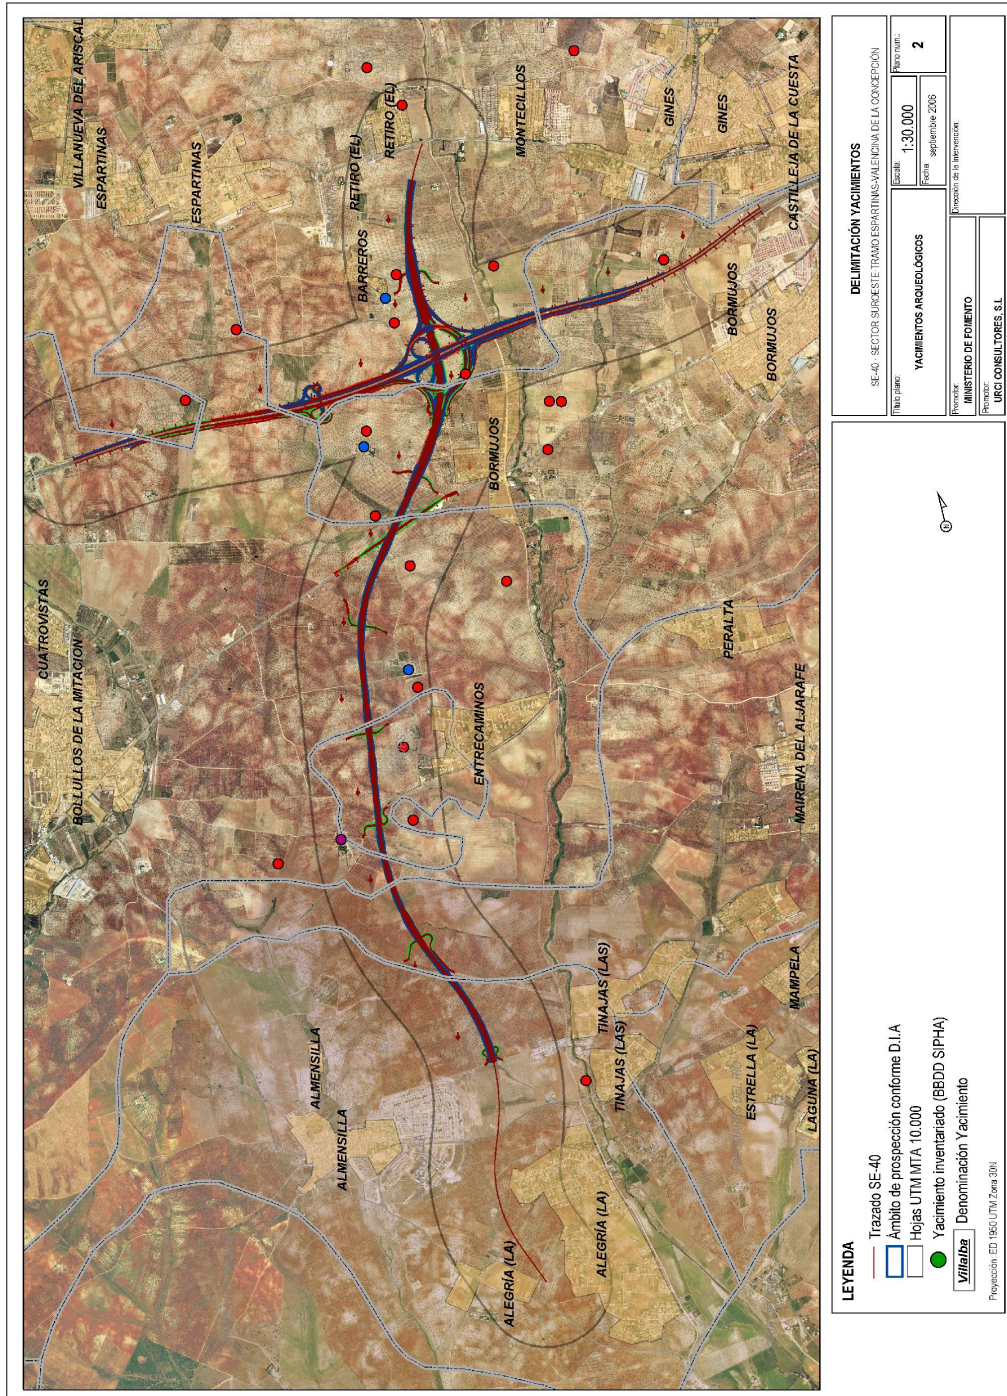 VILLANUEVA DEL ARISCAL
ESPARTINAS
ESPARTINAS
RETIRO (EL)
RETIRO (EL)
MONTECILLOS
GINES
GINES
CASTILLEJA DE LA CUESTA
BARREROS
BORMUJOS
BORMUJOS
BORMUJOS
CUATROVISTAS
BOLLULLOS DE LA MITACION
ENTRECAMINOS
PERALTA
MAIRENA DEL ALJARAFE
ALMENSILLA
ALMENSILLA
TINAJAS (LAS)
TINAJAS (LAS)
MAMPELA
ESTRELLA (LA)
LAGUNA (LA)
ALEGRÍA (LA)
ALEGRÍA (LA)
LEYENDA
Trazado SE-40
Ámbito de prospección conforme D.I.A
Hojas UTM MTA 10.000
Yacimiento inventariado (BBDD SIPHA)
Villalba Denominación Yacimiento
Proyección: ED 1950 UTM Zona 30N
DELIMITACIÓN YACIMIENTOS
SE-40 - SECTOR SUROESTE TRAMO ESPARTINAS-VALENCINA DE LA CONCEPCIÓN
Título plano:
YACIMIENTOS ARQUEOLÓGICOS
Escala:
1:30.000
Fecha:
septiembre 2006
Plano num.:
2
Promotor:
MINISTERIO DE FOMENTO
Promotor:
URCI CONSULTORES, S.L
Dirección de la Intervención: